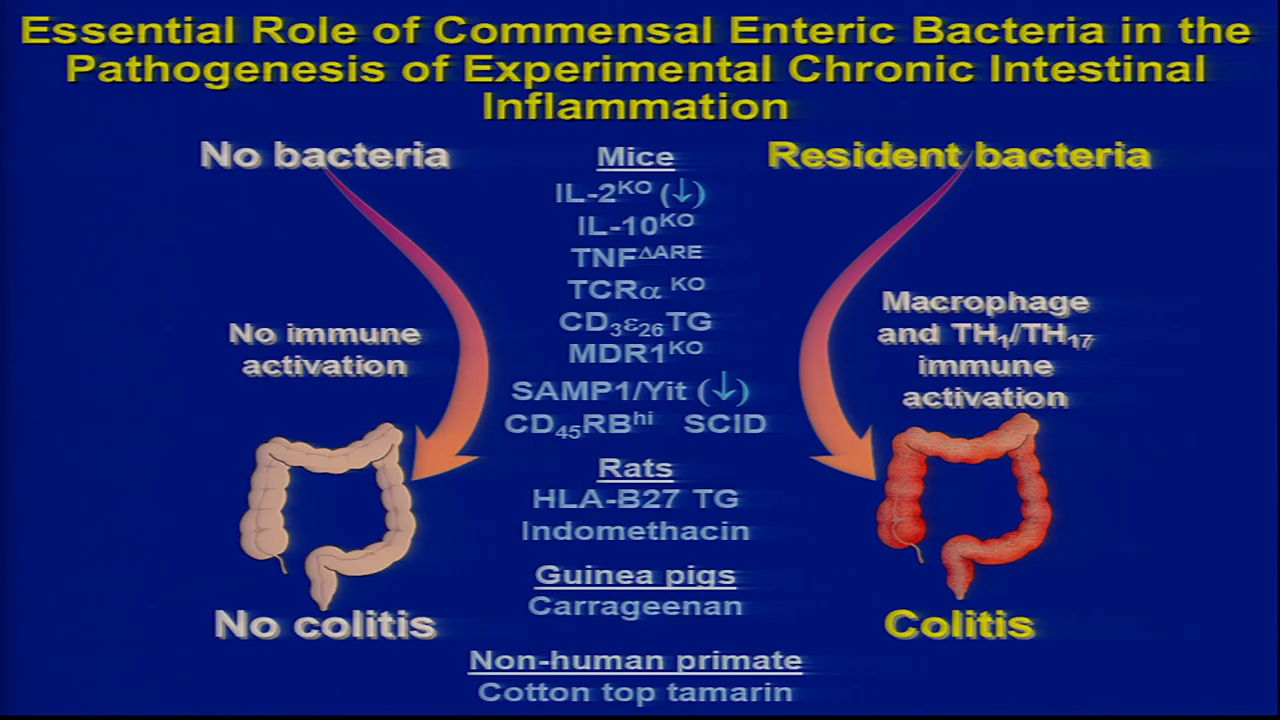 Essential Role of Commensal Enteric Bacteria in the
Pathogenesis of Experimental Chronic Intestinal
Inflammation
No bacteria
No immune
activation
No colitis
Mice
IL-2ᴷᴼ (↓)
IL-10ᴷᴼ
TNFᐃᴬᴿᴱ
TCRα ᴷᴼ
CD₃ε₂₆TG
MDR1ᴷᴼ
SAMP1/Yit (↓)
CD₄₅RBʰⁱ SCID
Rats
HLA-B27 TG
Indomethacin
Guinea pigs
Carrageenan
Non-human primate
Cotton top tamarin
Resident bacteria
Macrophage
and TH₁/TH₁₇
immune
activation
Colitis